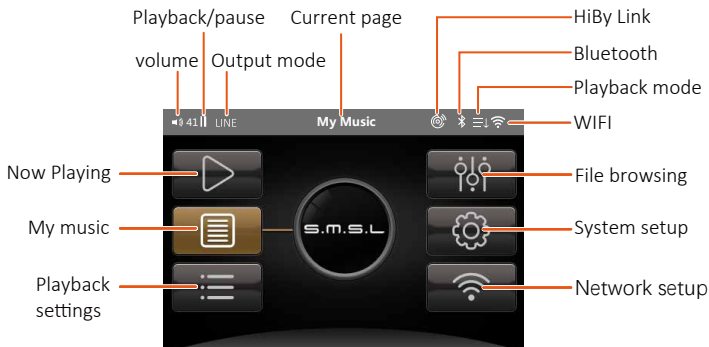 Playback/pause
Current page
HiBy Link
volume
Output mode
Bluetooth
Playback mode
WIFI
41
LINE
My Music
Now Playing
File browsing
My music
S.M.S.L
System setup
Playback
settings
Network setup